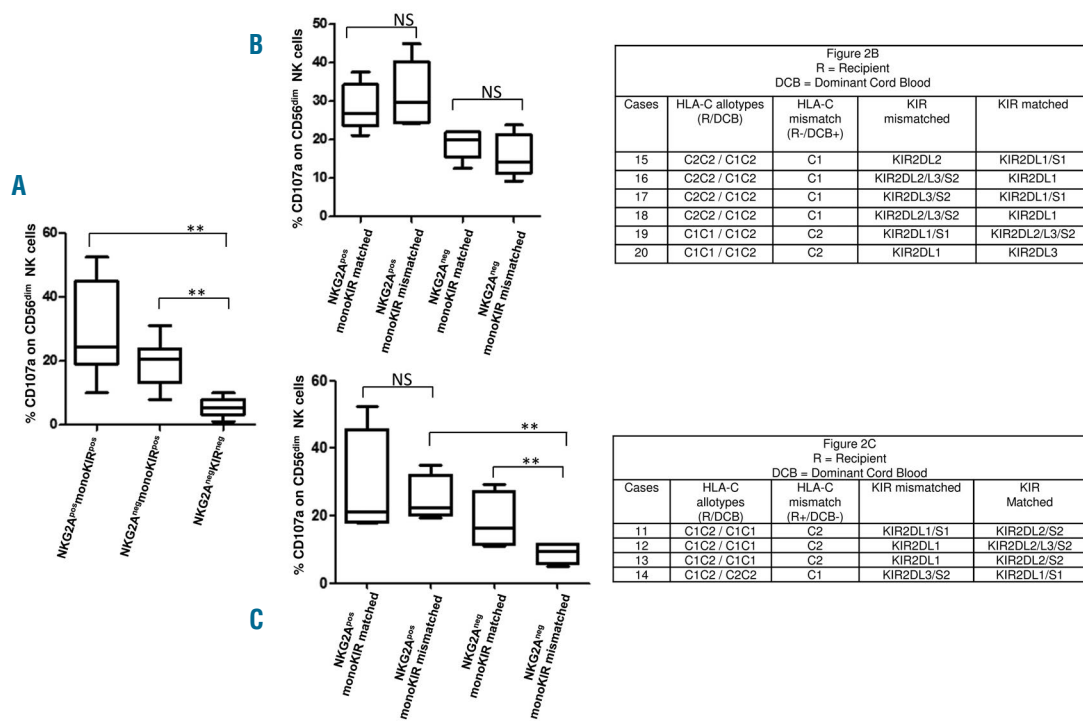 A
% CD107a on CD56dim NK cells
60
40
20
0
**
**
NKG2AposmonoKIRpos
NKG2AnegmonoKIRpos
NKG2AnegKIRneg
B
% CD107a on CD56dim NK cells
50
40
30
20
10
0
NS
NS
NKG2Apos
monoKIR matched
NKG2Apos
monoKIR mismatched
NKG2Aneg
monoKIR matched
NKG2Aneg
monoKIR mismatched
Figure 2B
R = Recipient
DCB = Dominant Cord Blood
Cases HLA-C allotypes (R/DCB) HLA-C mismatch (R-/DCB+) KIR mismatched KIR matched
15 C2C2 / C1C2 C1 KIR2DL2 KIR2DL1/S1
16 C2C2 / C1C2 C1 KIR2DL2/L3/S2 KIR2DL1
17 C2C2 / C1C2 C1 KIR2DL3/S2 KIR2DL1/S1
18 C2C2 / C1C2 C1 KIR2DL2/L3/S2 KIR2DL1
19 C1C1 / C1C2 C2 KIR2DL1/S1 KIR2DL2/L3/S2
20 C1C1 / C1C2 C2 KIR2DL1 KIR2DL3
C
% CD107a on CD56dim NK cells
60
40
20
0
NS
**
**
NKG2Apos
monoKIR matched
NKG2Apos
monoKIR mismatched
NKG2Aneg
monoKIR matched
NKG2Aneg
monoKIR mismatched
Figure 2C
R = Recipient
DCB = Dominant Cord Blood
Cases HLA-C allotypes (R/DCB) HLA-C mismatch (R+/DCB-) KIR mismatched KIR Matched
11 C1C2 / C1C1 C2 KIR2DL1/S1 KIR2DL2/S2
12 C1C2 / C1C1 C2 KIR2DL1 KIR2DL2/L3/S2
13 C1C2 / C1C1 C2 KIR2DL1 KIR2DL2/S2
14 C1C2 / C2C2 C1 KIR2DL3/S2 KIR2DL1/S1